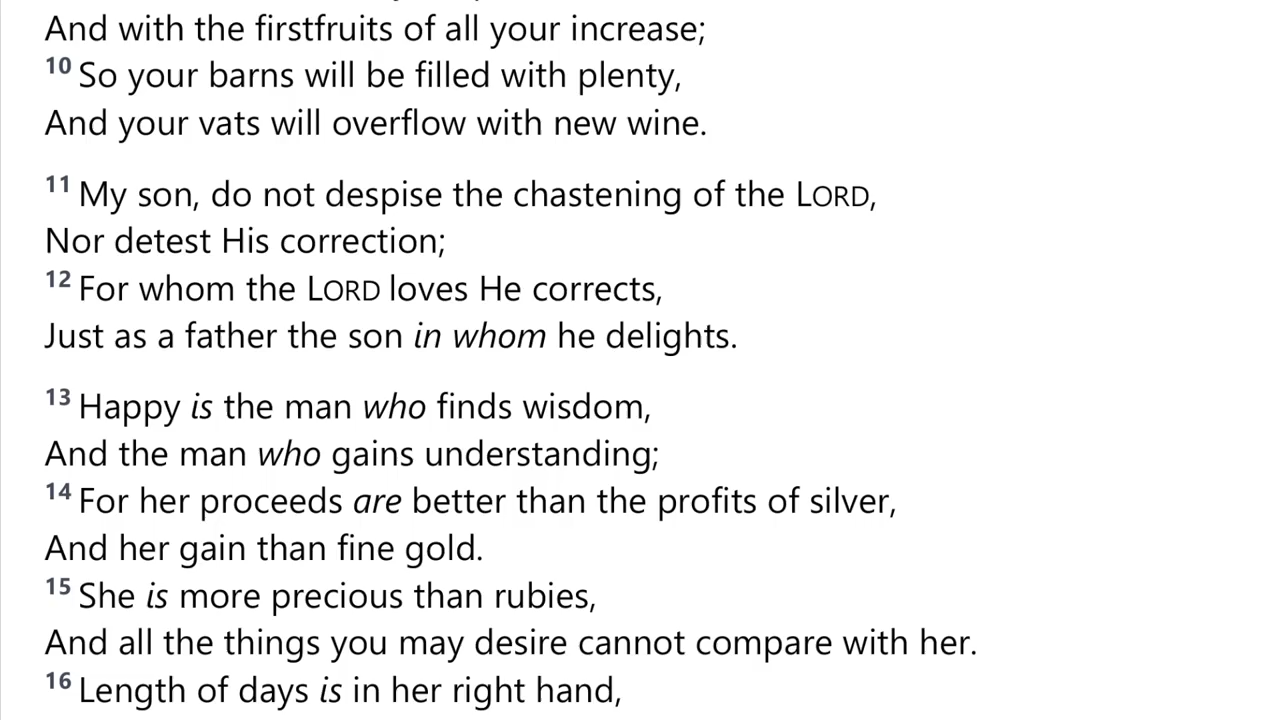 And with the firstfruits of all your increase;
10 So your barns will be filled with plenty,
And your vats will overflow with new wine.
11 My son, do not despise the chastening of the LORD,
Nor detest His correction;
12 For whom the LORD loves He corrects,
Just as a father the son in whom he delights.
13 Happy is the man who finds wisdom,
And the man who gains understanding;
14 For her proceeds are better than the profits of silver,
And her gain than fine gold.
15 She is more precious than rubies,
And all the things you may desire cannot compare with her.
16 Length of days is in her right hand,